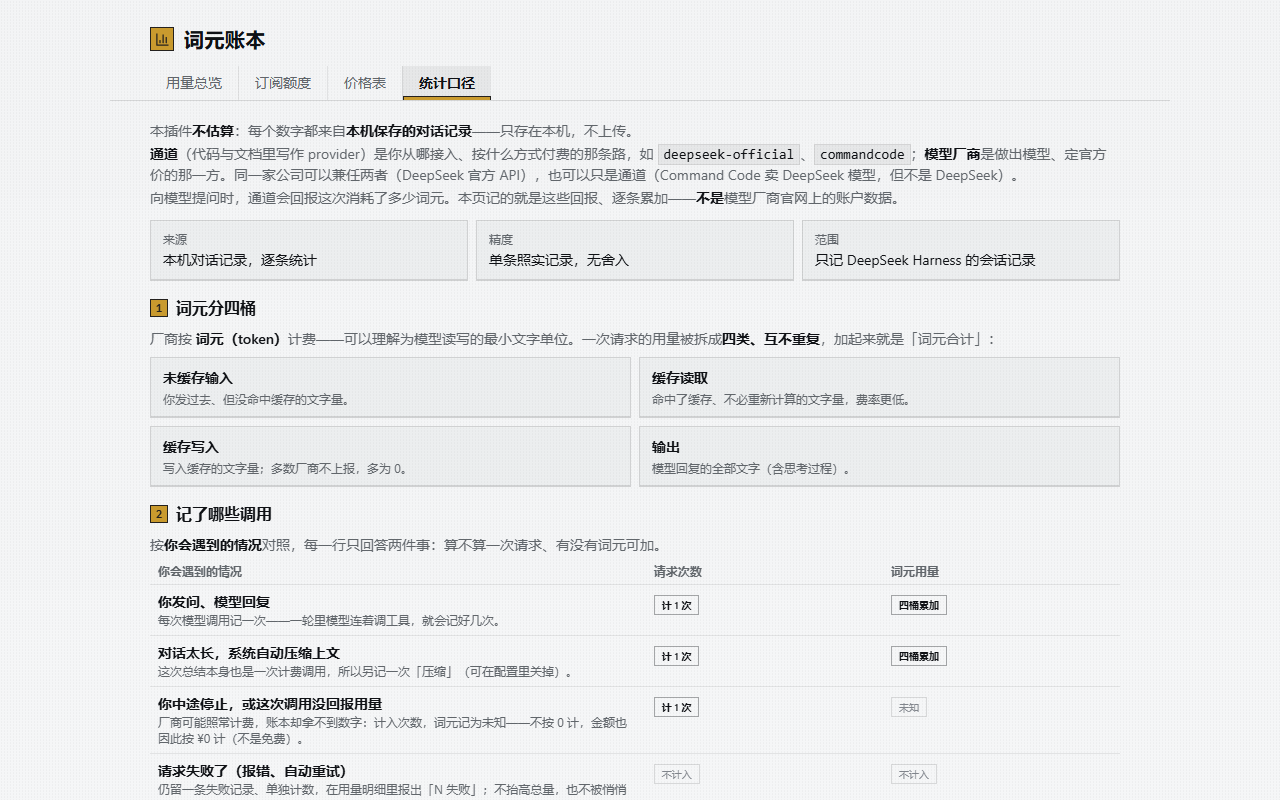 词元账本
用量总览
订阅额度
价格表
统计口径
本插件不估算：每个数字都来自本机保存的对话记录——只存在本机，不上传。
通道（代码与文档里写作 provider）是你从哪接入、按什么方式付费的那条路，如 deepseek-official、commandcode；模型厂商是做出模型、定官方
价的那一方。同一家公司可以兼任两者（DeepSeek 官方 API），也可以只是通道（Command Code 卖 DeepSeek 模型，但不是 DeepSeek）。
向模型提问时，通道会回报这次消耗了多少词元。本页记的就是这些回报、逐条累加——不是模型厂商官网上的账户数据。
来源
本机对话记录，逐条统计
精度
单条照实记录，无舍入
范围
只记 DeepSeek Harness 的会话记录
1 词元分四桶
厂商按 词元（token）计费——可以理解为模型读写的最小文字单位。一次请求的用量被拆成四类、互不重复，加起来就是「词元合计」：
未缓存输入
你发过去、但没命中缓存的文字量。
缓存读取
命中了缓存、不必重新计算的文字量，费率更低。
缓存写入
写入缓存的文字量；多数厂商不上报，多为 0。
输出
模型回复的全部文字（含思考过程）。
2 记了哪些调用
按你会遇到的情况对照，每一行只回答两件事：算不算一次请求、有没有词元可加。
你会遇到的情况 请求次数 词元用量
你发问、模型回复 计 1 次 四桶累加
每次模型调用记一次——一轮里模型连着调工具，就会记好几次。
对话太长，系统自动压缩上文 计 1 次 四桶累加
这次总结本身也是一次计费调用，所以另记一次「压缩」（可在配置里关掉）。
你中途停止，或这次调用没回报用量 计 1 次 未知
厂商可能照常计费，账本却拿不到数字：计入次数，词元记为未知——不按 0 计，金额也
因此按 ¥0 计（不是免费）。
请求失败了（报错、自动重试） 不计入 不计入
仍留一条失败记录、单独计数，在用量明细里报出「N 失败」；不抬高总量，也不被悄悄